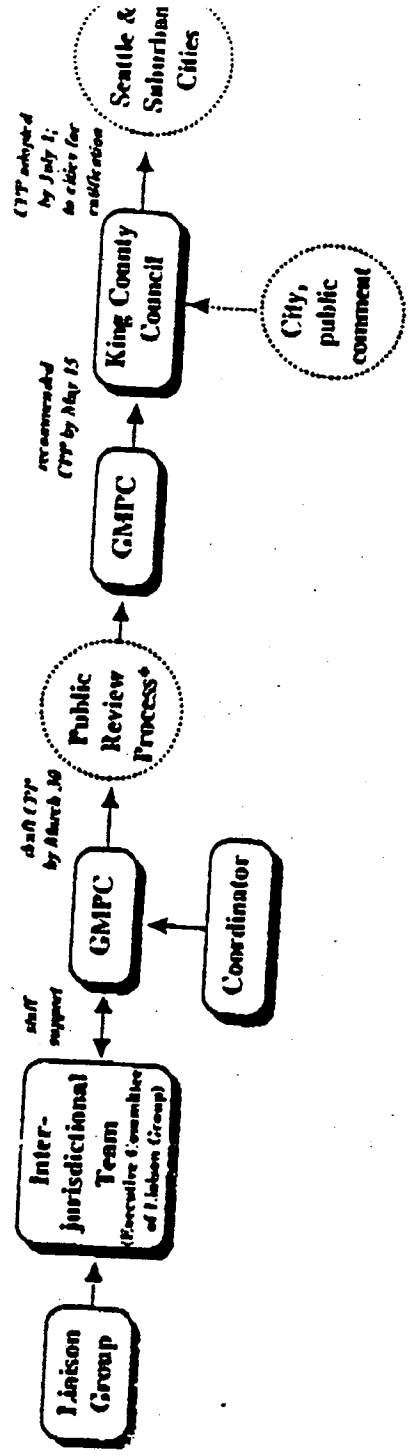 Liaison
Group
Inter-
jurisdictional
Team
(Executive Committee
of Liaison Group)
staff
support
GMPC
Coordinator
draft CPP
by March 30
Public
Review
Process*
GMPC
recommended
CPP by May 15
King County
Council
City,
public
comment
CPP adopted
by July 1;
to cities for
ratification
Seattle &
Suburban
Cities